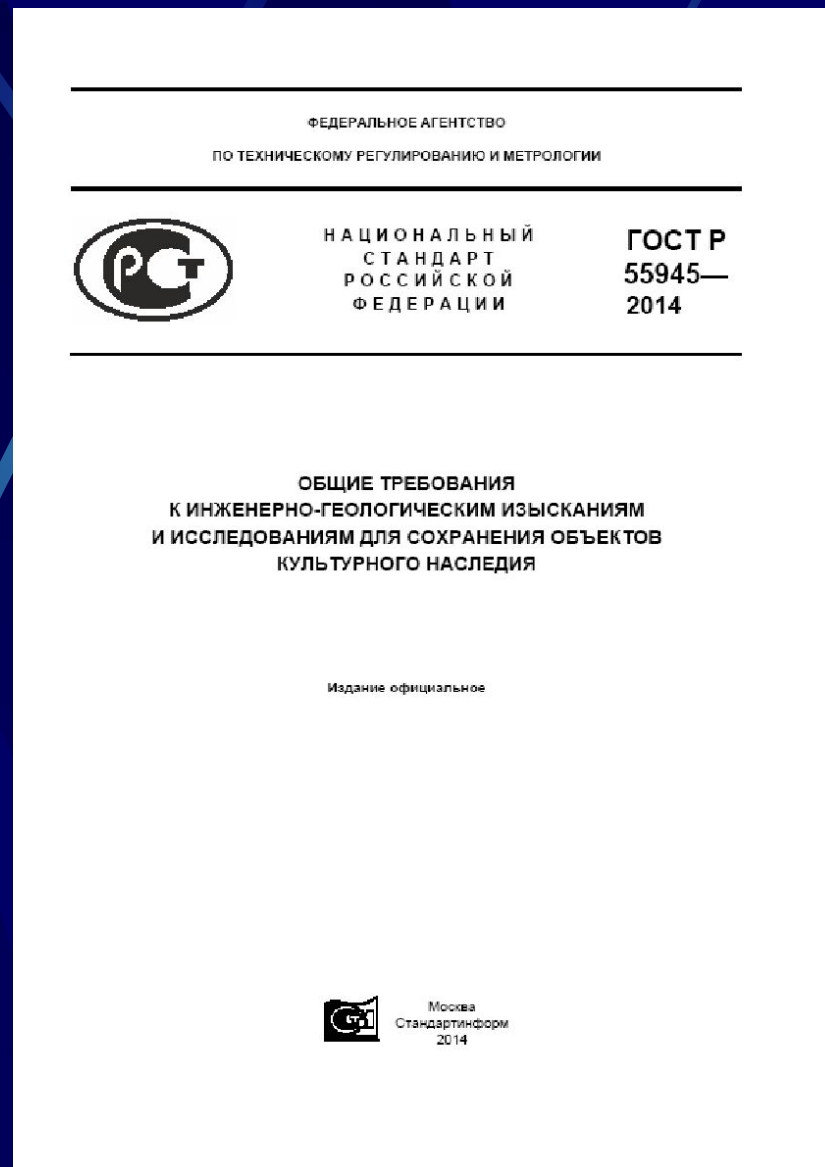 ФЕДЕРАЛЬНОЕ АГЕНТСТВО
ПО ТЕХНИЧЕСКОМУ РЕГУЛИРОВАНИЮ И МЕТРОЛОГИИ
РСТ
НАЦИОНАЛЬНЫЙ
СТАНДАРТ
РОССИЙСКОЙ
ФЕДЕРАЦИИ
ГОСТ Р
55945—
2014
ОБЩИЕ ТРЕБОВАНИЯ
К ИНЖЕНЕРНО-ГЕОЛОГИЧЕСКИМ ИЗЫСКАНИЯМ
И ИССЛЕДОВАНИЯМ ДЛЯ СОХРАНЕНИЯ ОБЪЕКТОВ
КУЛЬТУРНОГО НАСЛЕДИЯ
Издание официальное
Москва
Стандартинформ
2014